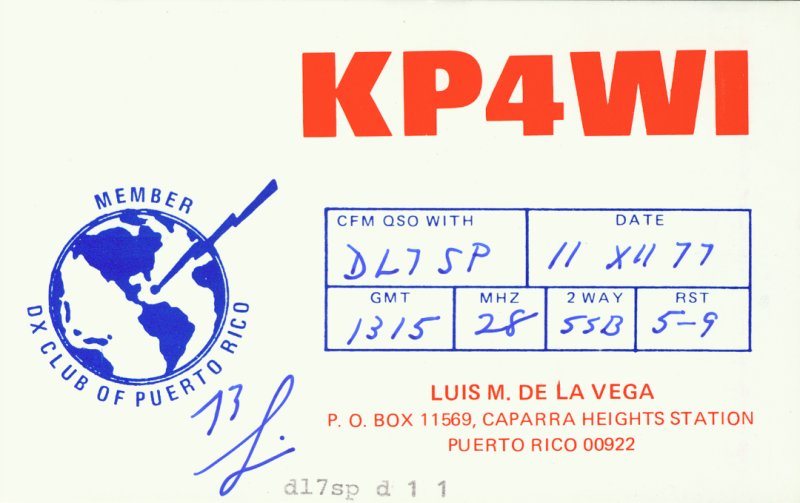 KP4WI
MEMBER
DX CLUB OF PUERTO RICO
CFM QSO WITH DATE
DL7SP 11 XII 77
GMT MHZ 2 WAY RST
1315 28 SSB 5-9
73
LUIS M. DE LA VEGA
P. O. BOX 11569, CAPARRA HEIGHTS STATION
PUERTO RICO 00922
dl7sp d 1 1